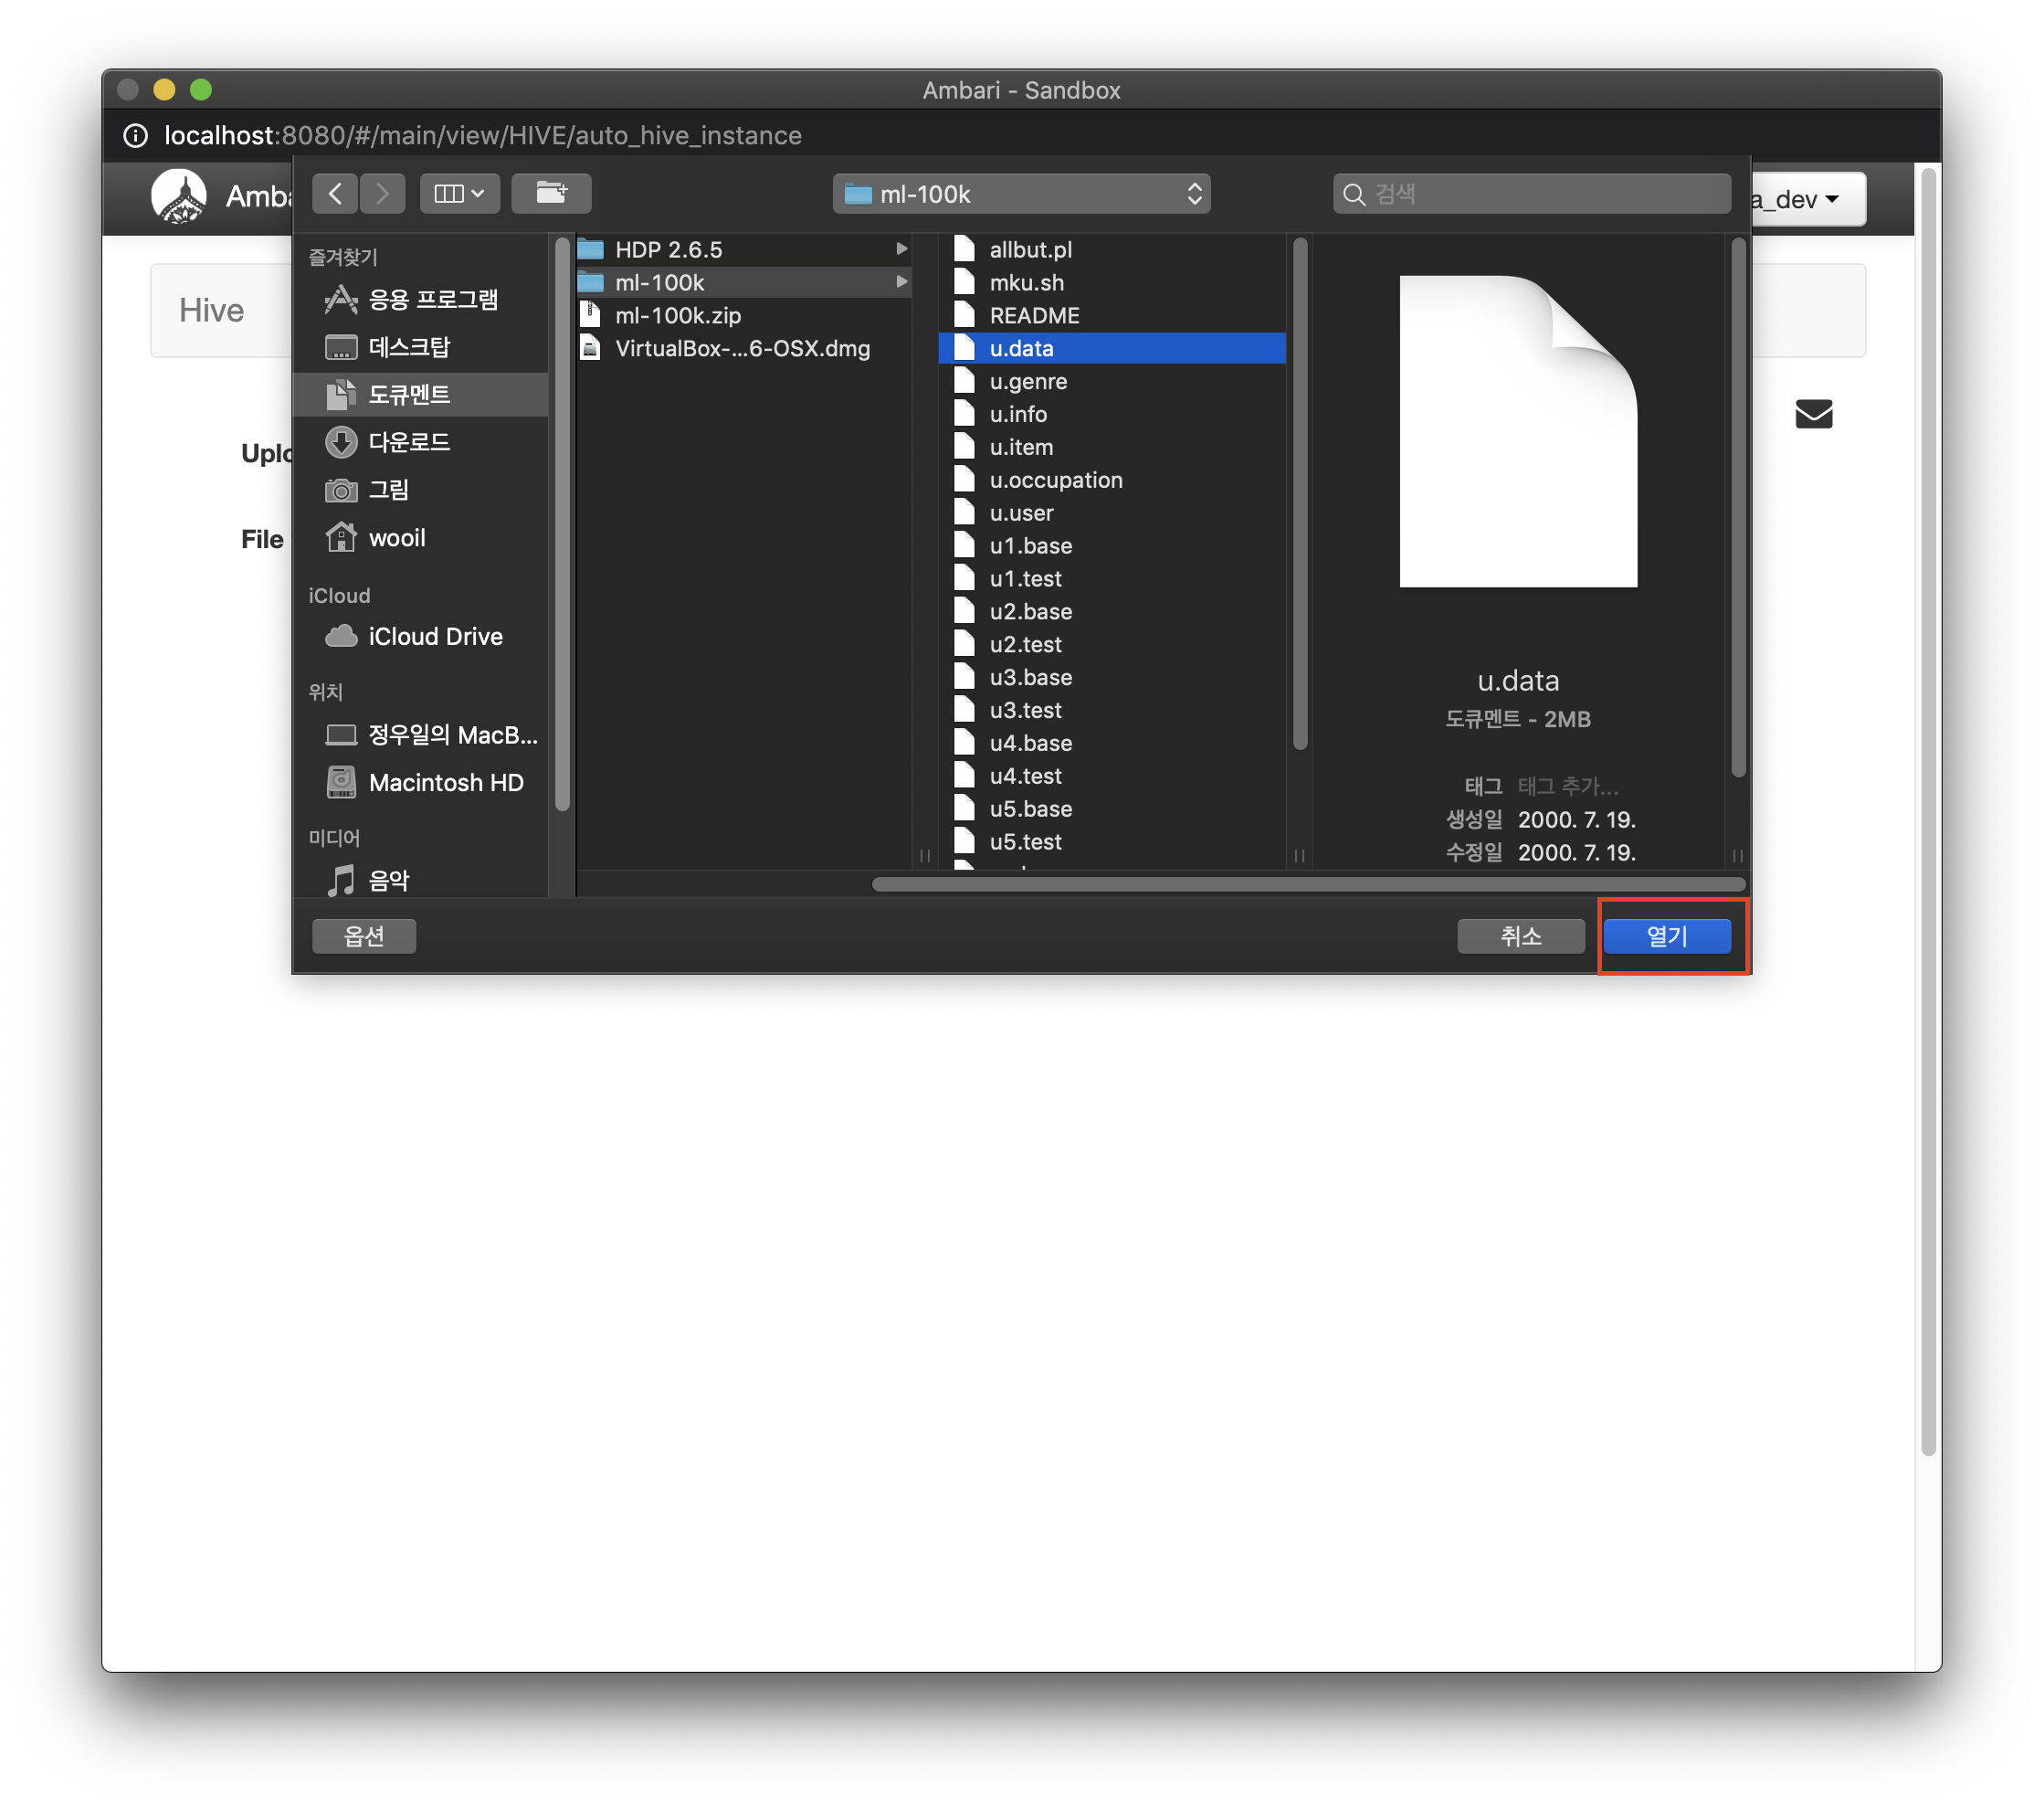 Ambari - Sandbox
localhost:8080/#/main/view/HIVE/auto_hive_instance
Amba
ml-100k
검색
a_dev
Hive
Uplo
File
즐겨찾기
응용 프로그램
데스크탑
도큐멘트
다운로드
그림
wooil
iCloud
iCloud Drive
위치
정우일의 MacB...
Macintosh HD
미디어
음악
HDP 2.6.5
ml-100k
ml-100k.zip
VirtualBox-...6-OSX.dmg
allbut.pl
mku.sh
README
u.data
u.genre
u.info
u.item
u.occupation
u.user
u1.base
u1.test
u2.base
u2.test
u3.base
u3.test
u4.base
u4.test
u5.base
u5.test
u.data
도큐멘트 - 2MB
태그 태그 추가...
생성일 2000. 7. 19.
수정일 2000. 7. 19.
옵션
취소
열기